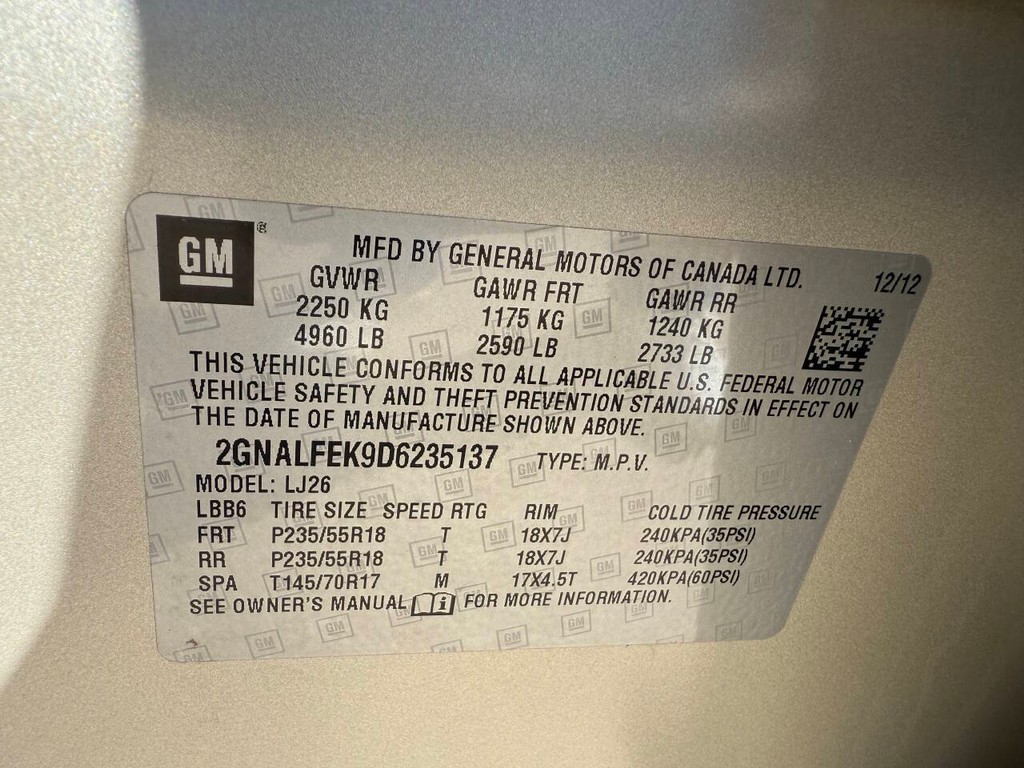 GM®
MFD BY GENERAL MOTORS OF CANADA LTD.
12/12
GVWR GAWR FRT GAWR RR
2250 KG 1175 KG 1240 KG
4960 LB 2590 LB 2733 LB
THIS VEHICLE CONFORMS TO ALL APPLICABLE U.S. FEDERAL MOTOR
VEHICLE SAFETY AND THEFT PREVENTION STANDARDS IN EFFECT ON
THE DATE OF MANUFACTURE SHOWN ABOVE.
2GNALFEK9D6235137 TYPE: M.P.V.
MODEL: LJ26
LBB6 TIRE SIZE SPEED RTG RIM COLD TIRE PRESSURE
FRT P235/55R18 T 18X7J 240KPA(35PSI)
RR P235/55R18 T 18X7J 240KPA(35PSI)
SPA T145/70R17 M 17X4.5T 420KPA(60PSI)
SEE OWNER'S MANUAL i FOR MORE INFORMATION.